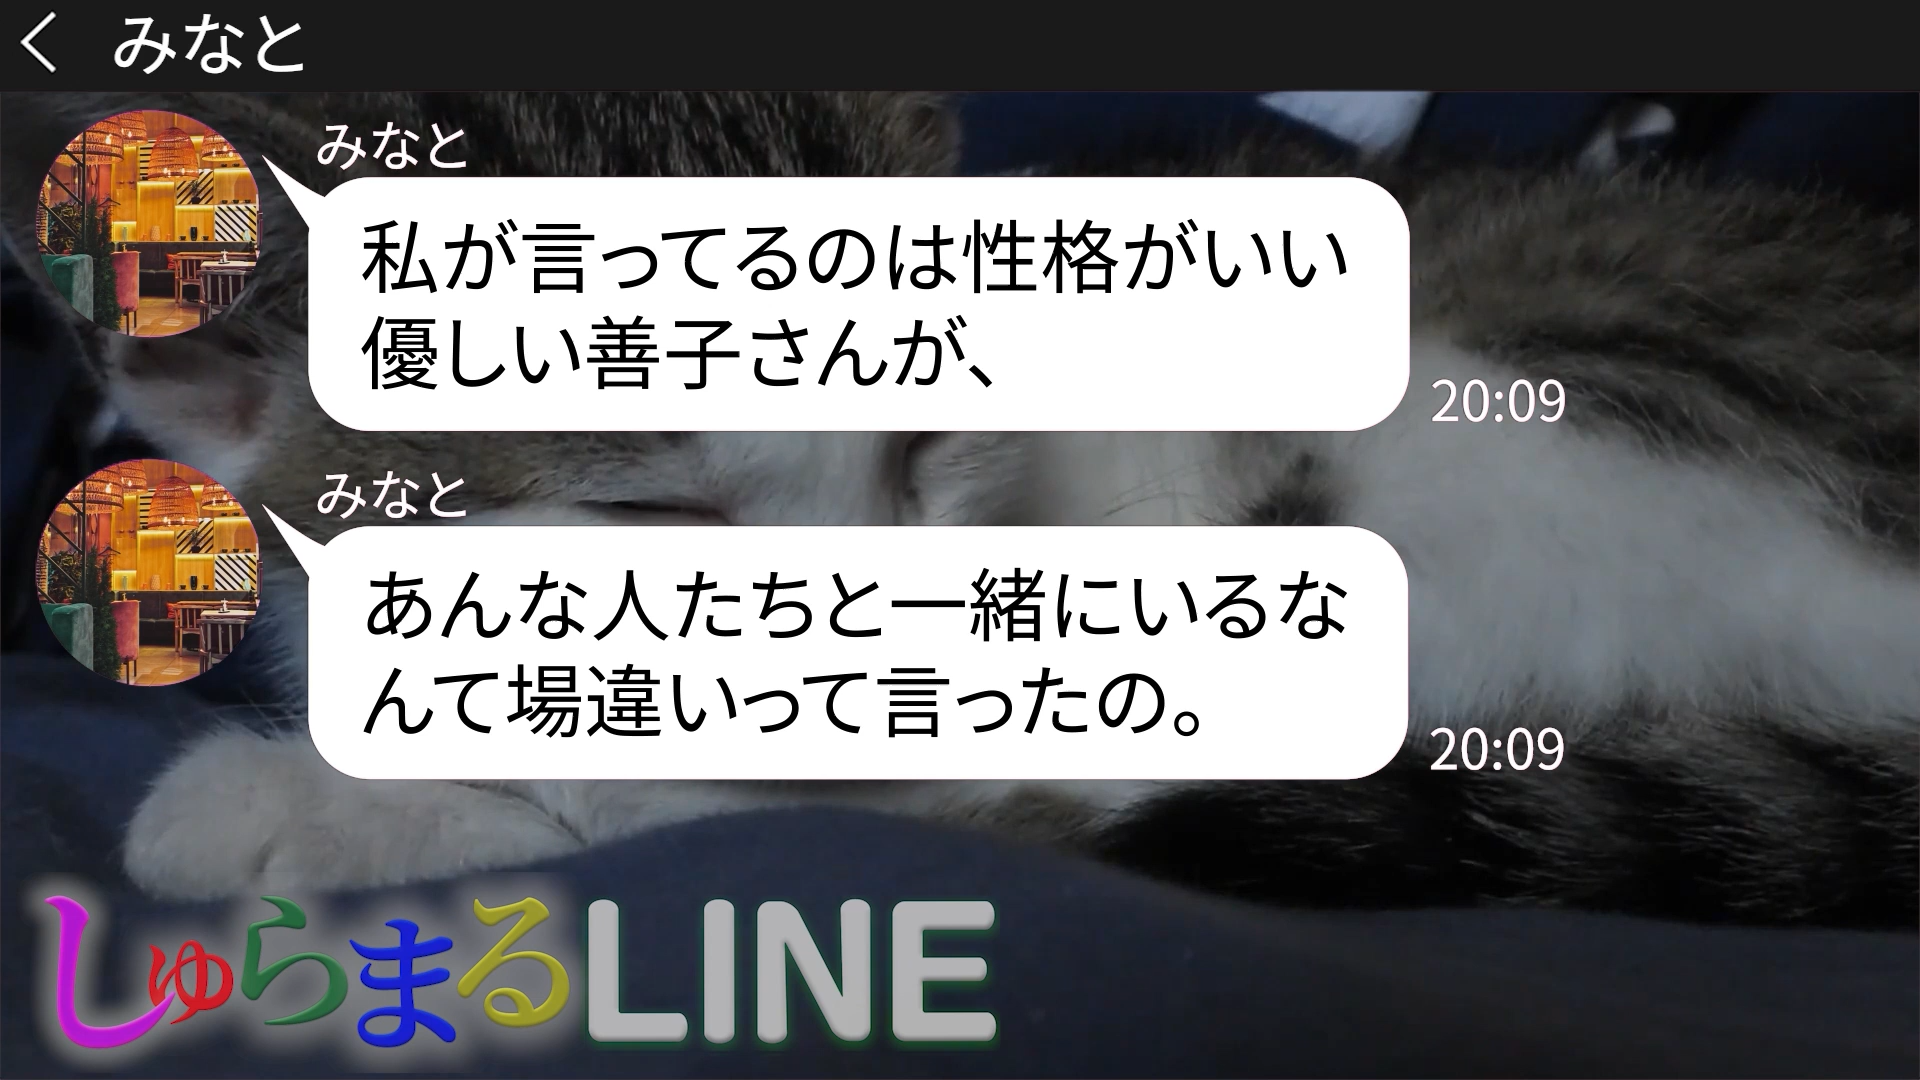 みなと
みなと
私が言ってるのは性格がいい
優しい善子さんが、
20:09
みなと
あんな人たちと一緒にいるな
んて場違いって言ったの。
20:09
しゅらまるLINE